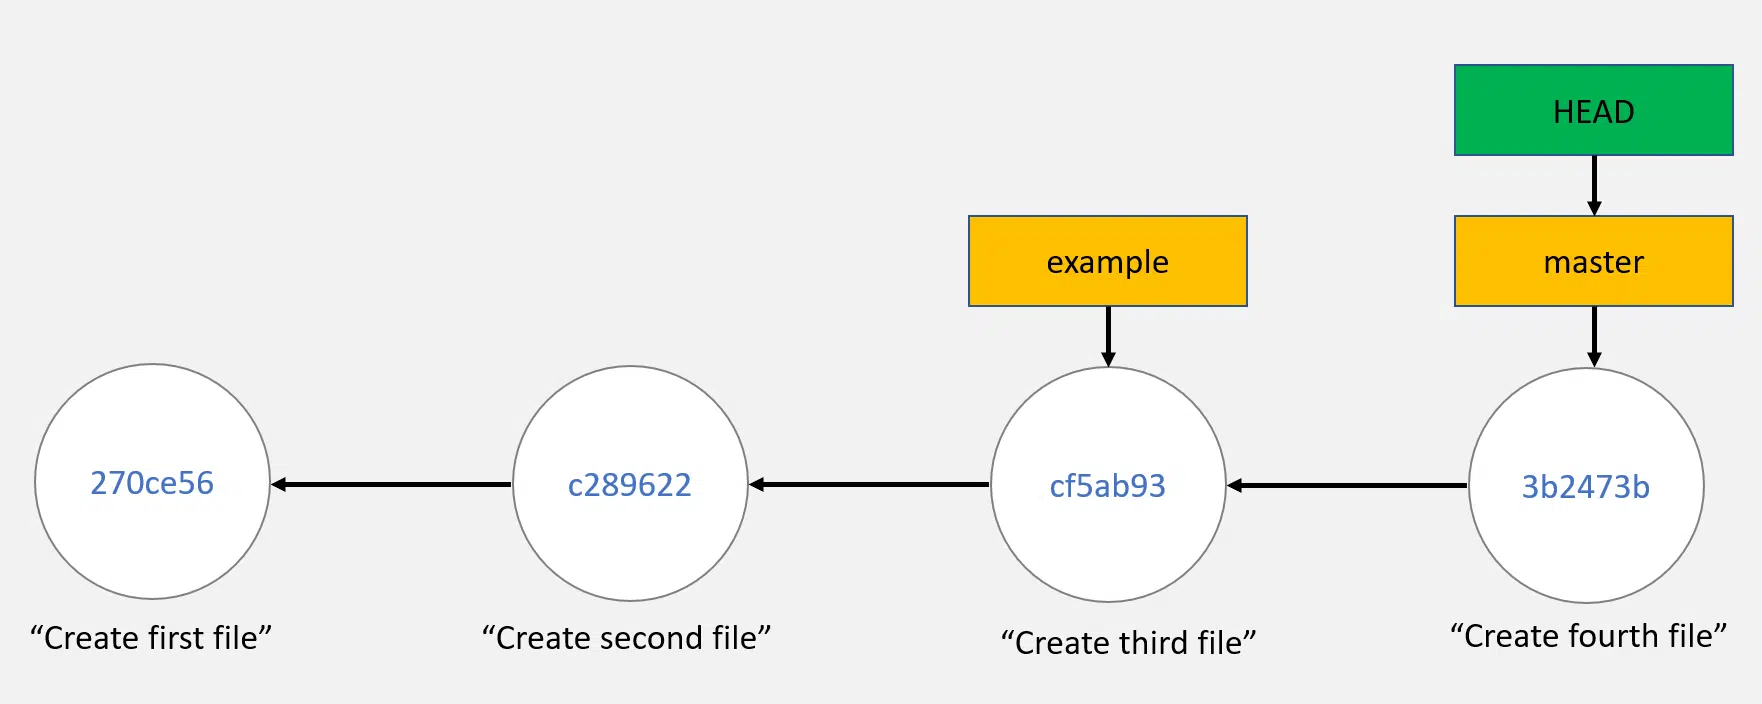 HEAD
example
master
270ce56
c289622
cf5ab93
3b2473b
“Create first file”
“Create second file”
“Create third file”
“Create fourth file”